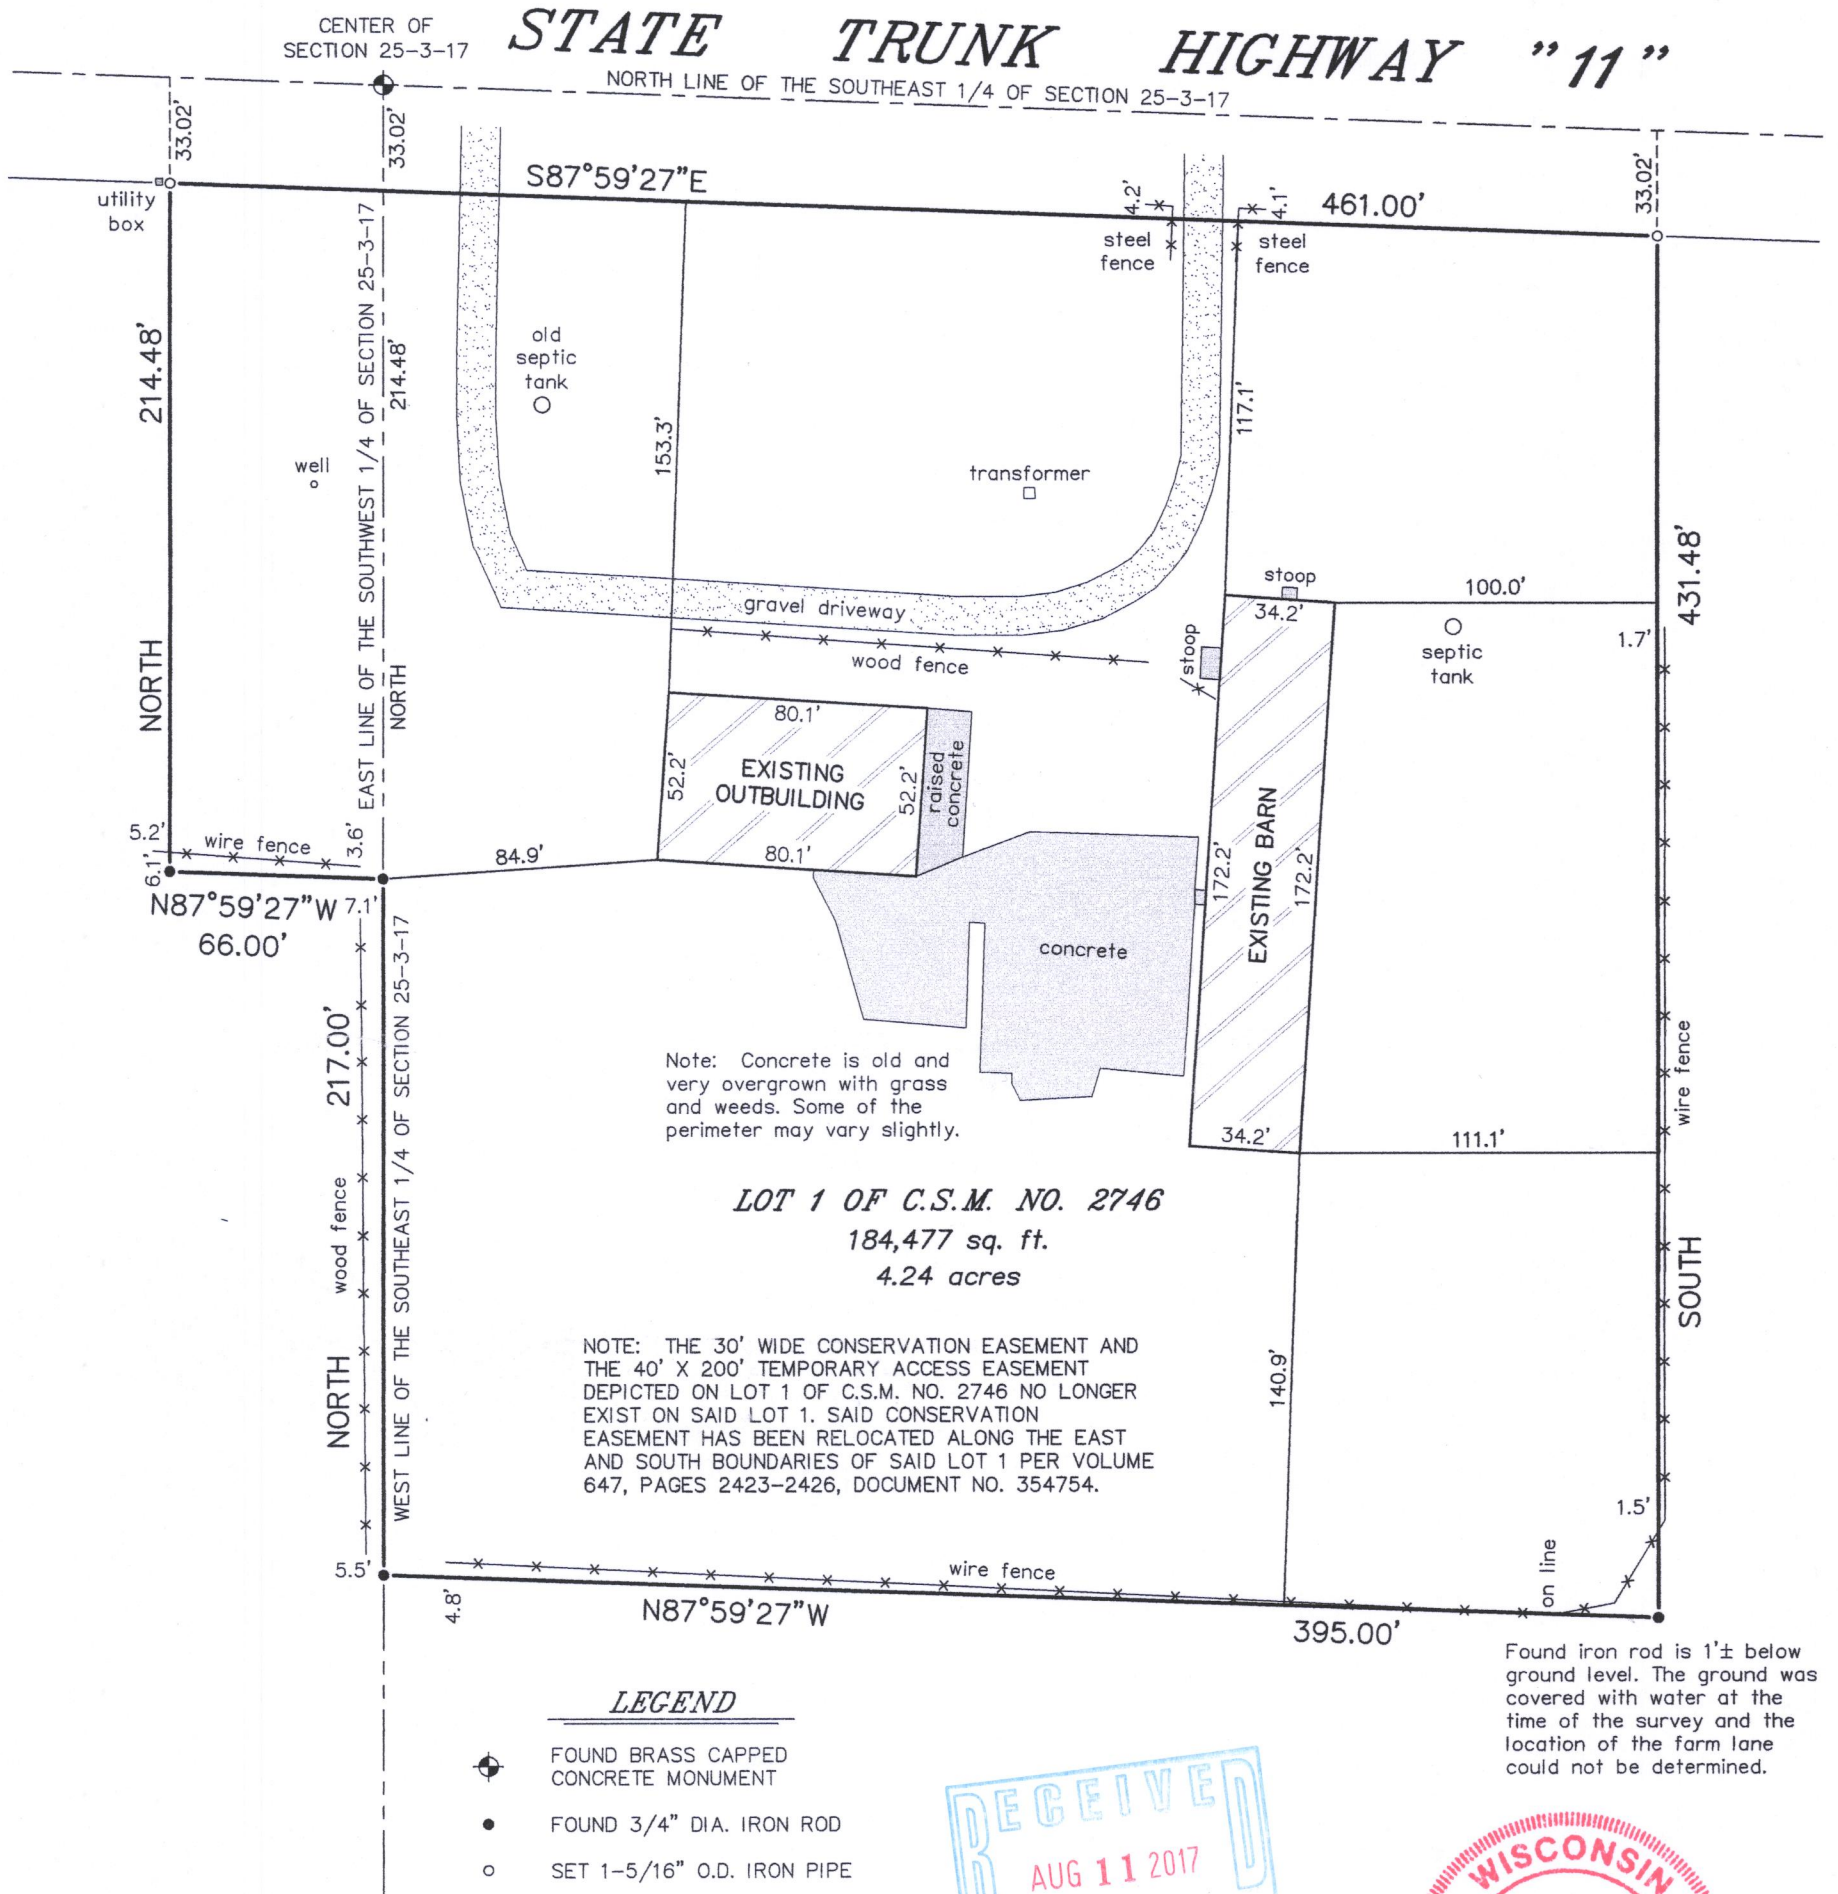 CENTER OF
SECTION 25-3-17
STATE TRUNK HIGHWAY "11"
NORTH LINE OF THE SOUTHEAST 1/4 OF SECTION 25-3-17
33.02'
33.02'
33.02'
S87°59'27"E
461.00'
utility
box
4.2'
4.1'
steel
fence
steel
fence
214.48'
NORTH
EAST LINE OF THE SOUTHWEST 1/4 OF SECTION 25-3-17
214.48'
NORTH
old
septic
tank
well
153.3'
117.1'
transformer
gravel driveway
wood fence
stoop
stoop
34.2'
100.0'
septic
tank
1.7'
431.48'
SOUTH
80.1'
52.2'
EXISTING
OUTBUILDING
52.2'
80.1'
raised
concrete
5.2'
wire fence
3.6'
6.1'
84.9'
N87°59'27"W
66.00'
7.1'
172.2'
EXISTING BARN
172.2'
concrete
34.2'
111.1'
wire fence
217.00'
NORTH
wood fence
WEST LINE OF THE SOUTHEAST 1/4 OF SECTION 25-3-17
Note: Concrete is old and
very overgrown with grass
and weeds. Some of the
perimeter may vary slightly.
LOT 1 OF C.S.M. NO. 2746
184,477 sq. ft.
4.24 acres
NOTE: THE 30' WIDE CONSERVATION EASEMENT AND
THE 40' X 200' TEMPORARY ACCESS EASEMENT
DEPICTED ON LOT 1 OF C.S.M. NO. 2746 NO LONGER
EXIST ON SAID LOT 1. SAID CONSERVATION
EASEMENT HAS BEEN RELOCATED ALONG THE EAST
AND SOUTH BOUNDARIES OF SAID LOT 1 PER VOLUME
647, PAGES 2423-2426, DOCUMENT NO. 354754.
140.9'
1.5'
on line
5.5'
4.8'
wire fence
N87°59'27"W
395.00'
Found iron rod is 1'± below
ground level. The ground was
covered with water at the
time of the survey and the
location of the farm lane
could not be determined.
LEGEND
FOUND BRASS CAPPED
CONCRETE MONUMENT
FOUND 3/4" DIA. IRON ROD
SET 1-5/16" O.D. IRON PIPE
RECEIVED
AUG 11 2017
WISCONSIN